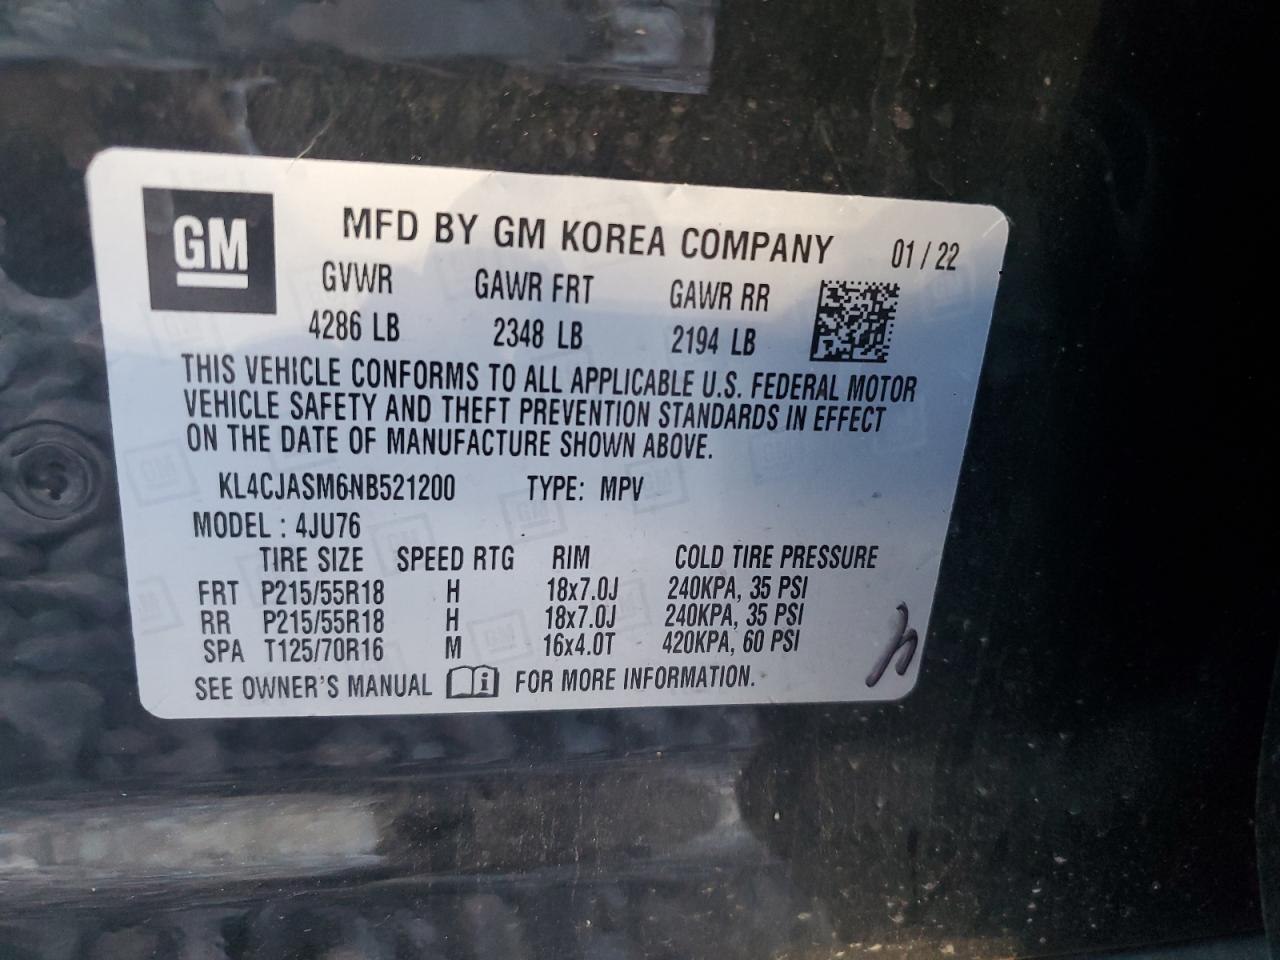 GM
MFD BY GM KOREA COMPANY 01 / 22
GVWR GAWR FRT GAWR RR
4286 LB 2348 LB 2194 LB
THIS VEHICLE CONFORMS TO ALL APPLICABLE U.S. FEDERAL MOTOR
VEHICLE SAFETY AND THEFT PREVENTION STANDARDS IN EFFECT
ON THE DATE OF MANUFACTURE SHOWN ABOVE.
KL4CJASM6NB521200 TYPE: MPV
MODEL : 4JU76
TIRE SIZE SPEED RTG RIM COLD TIRE PRESSURE
FRT P215/55R18 H 18x7.0J 240KPA, 35 PSI
RR P215/55R18 H 18x7.0J 240KPA, 35 PSI
SPA T125/70R16 M 16x4.0T 420KPA, 60 PSI
SEE OWNER'S MANUAL i FOR MORE INFORMATION.